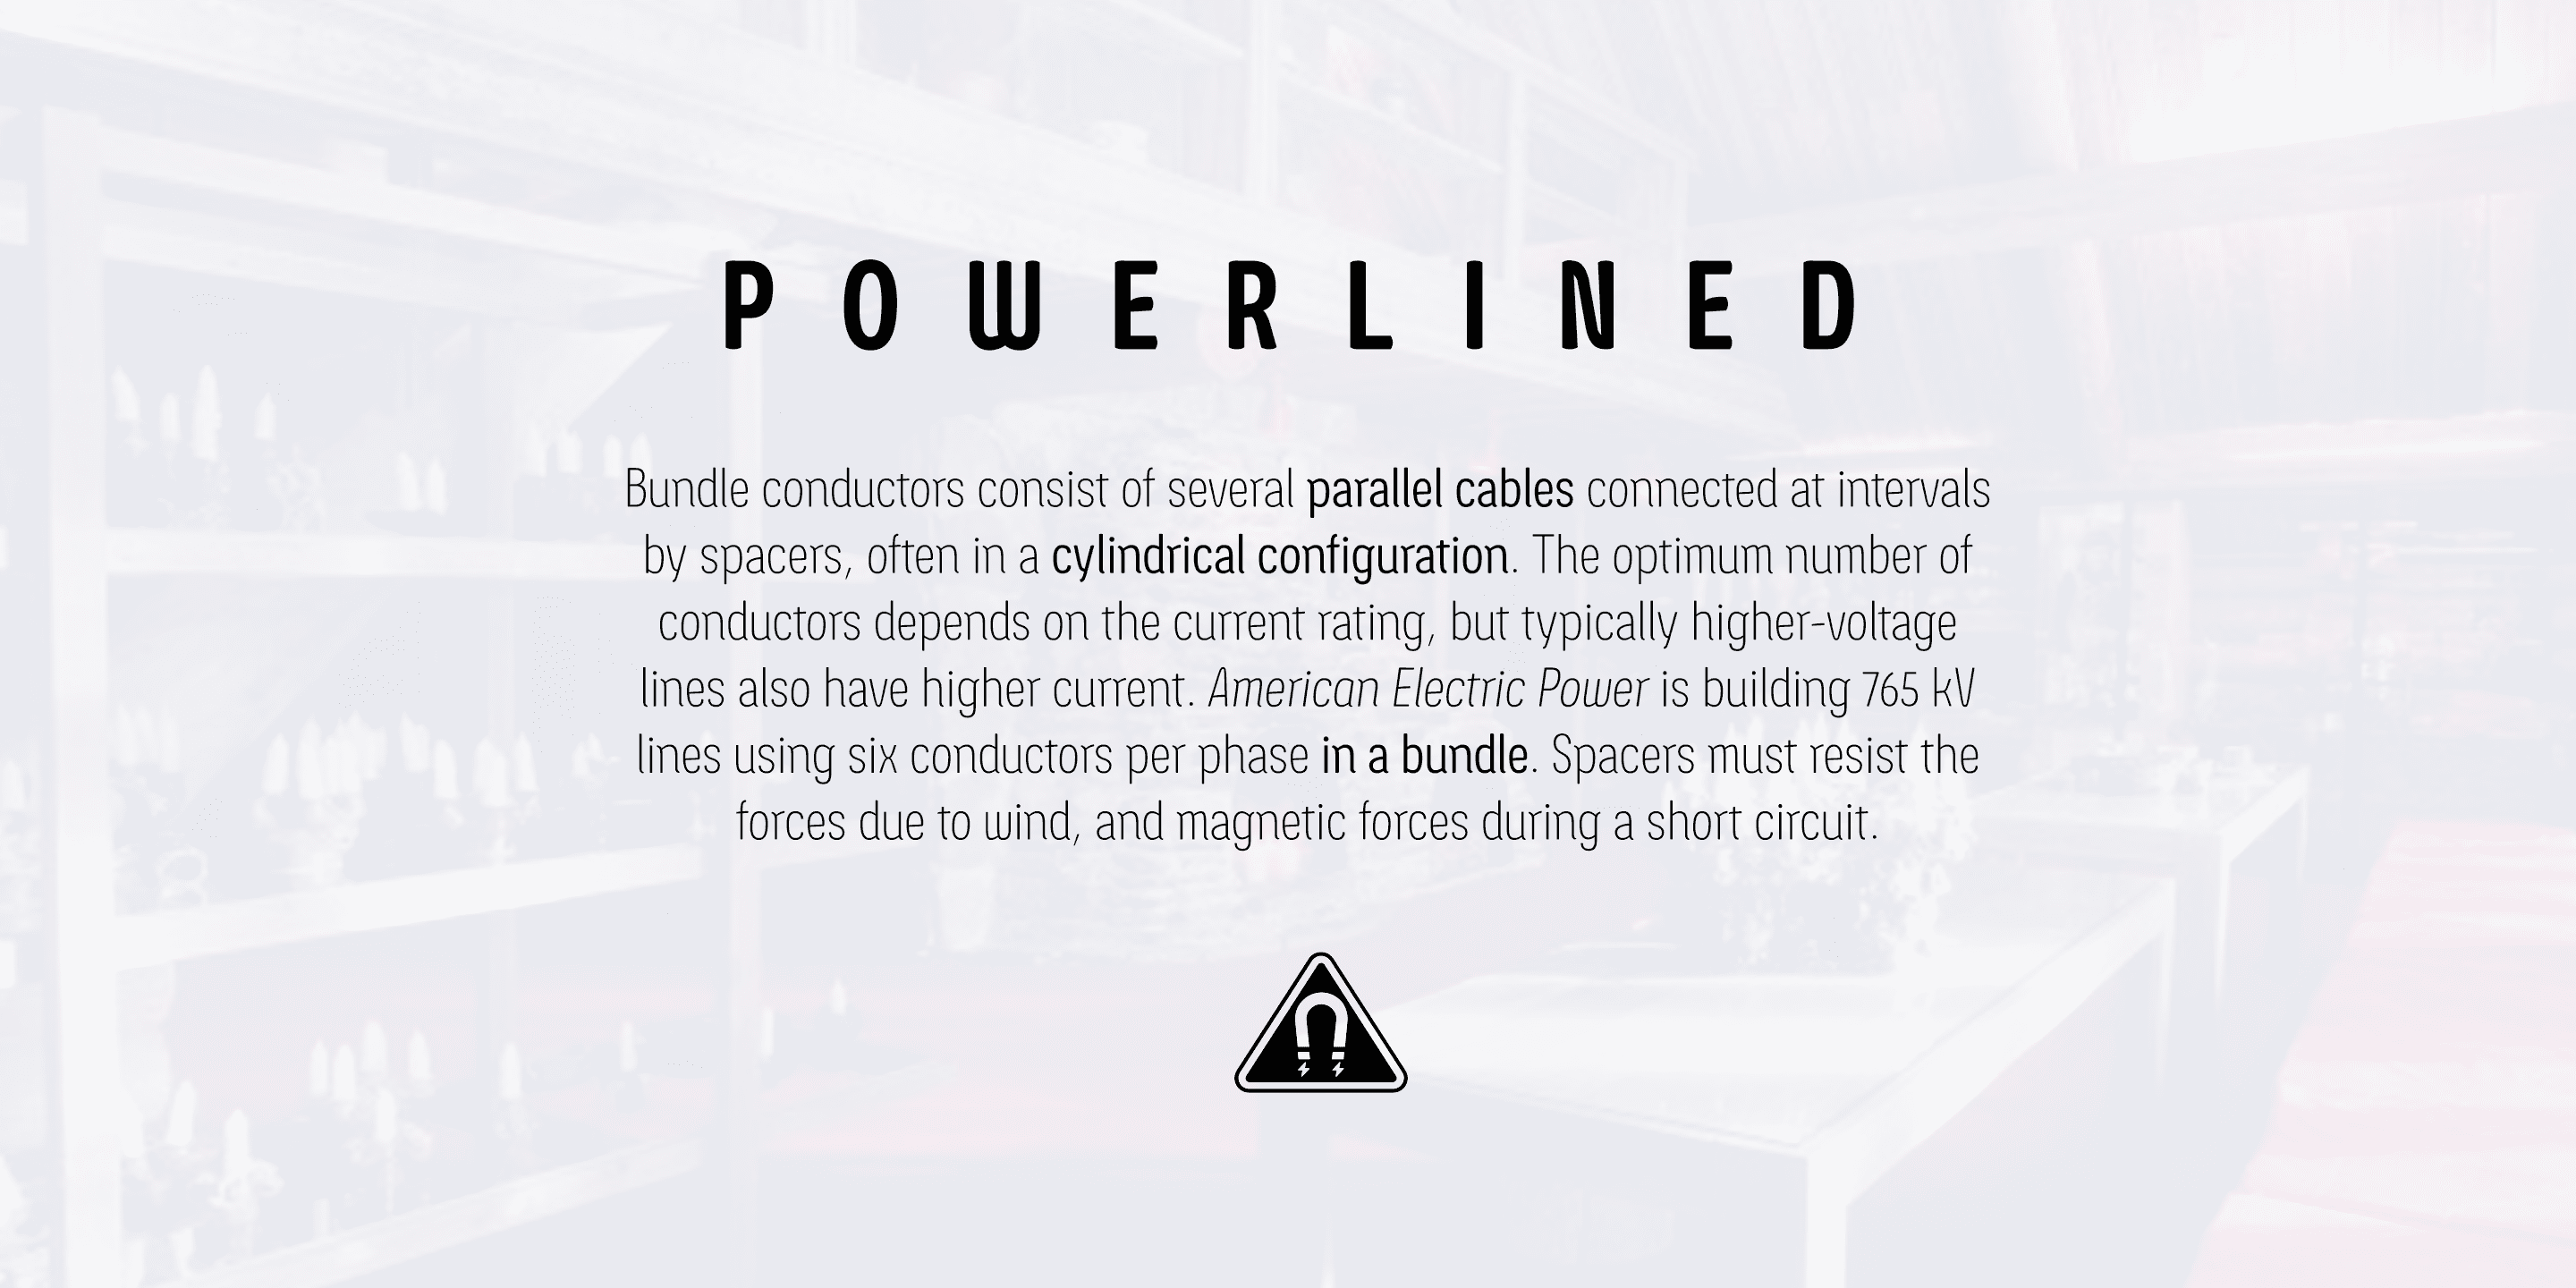 POWERLINED
Bundle conductors consist of several parallel cables connected at intervals
by spacers, often in a cylindrical configuration. The optimum number of
conductors depends on the current rating, but typically higher-voltage
lines also have higher current. American Electric Power is building 765 kV
lines using six conductors per phase in a bundle. Spacers must resist the
forces due to wind, and magnetic forces during a short circuit.